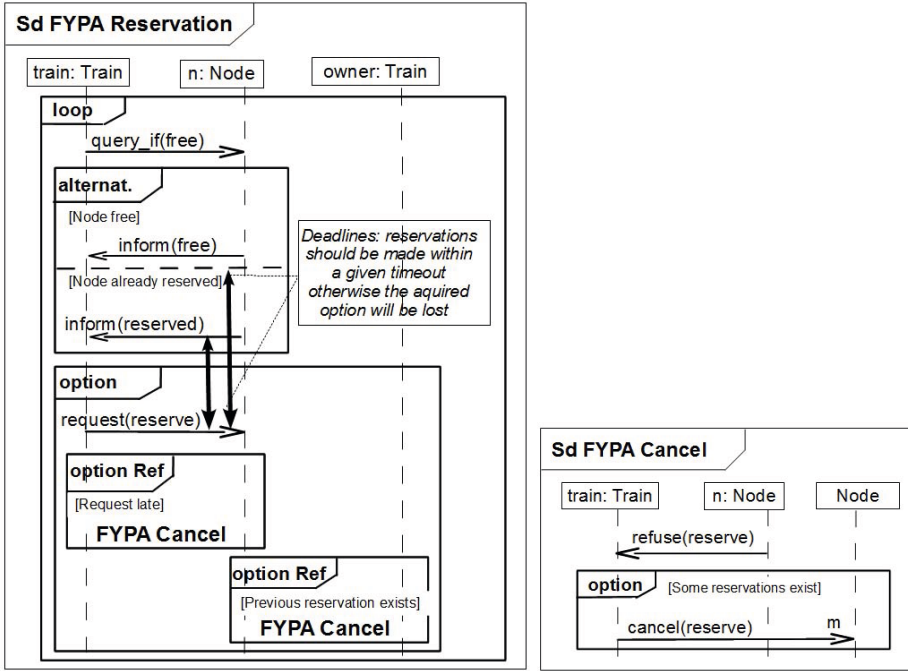 Sd FYPA Reservation
train: Train
n: Node
owner: Train
loop
query_if(free)
alternat.
[Node free]
inform(free)
Deadlines: reservations
should be made within
a given timeout
otherwise the aquired
option will be lost
[Node already reserved]
inform(reserved)
option
request(reserve)
option Ref
[Request late]
FYPA Cancel
option Ref
[Previous reservation exists]
FYPA Cancel
Sd FYPA Cancel
train: Train
n: Node
Node
refuse(reserve)
option
[Some reservations exist]
cancel(reserve)
m